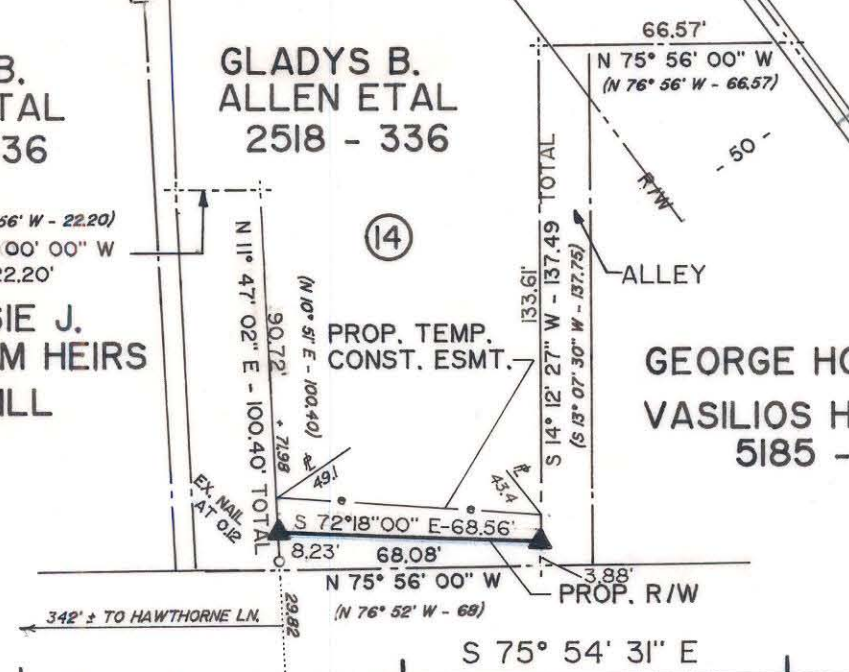 66.57'
B.
GLADYS B.
N 75° 56' 00" W
TAL
ALLEN ETAL
(N 76° 56' W - 66.57)
36
2518 - 336
- 50 -
R/W
56' W - 22.20)
00' 00" W
22.20'
14
ALLEY
SIE J.
M HEIRS
ILL
N 11° 47' 02" E - 100.40' TOTAL
90.72'
(N 10° 51' E - 100.40)
+ 71.98
PROP. TEMP.
CONST. ESMT.
133.61'
S 14° 12' 27" W - 137.49 TOTAL
(S 13° 07' 30" W - 137.75)
GEORGE HO
VASILIOS H
5185 -
EX. NAIL
AT 0.12
49.1
43.4
S 72°18"00" E-68.56'
8.23'
68.08'
3.88'
N 75° 56' 00" W
PROP. R/W
(N 76° 52' W - 68)
342' ± TO HAWTHORNE LN.
29.82
S 75° 54' 31" E